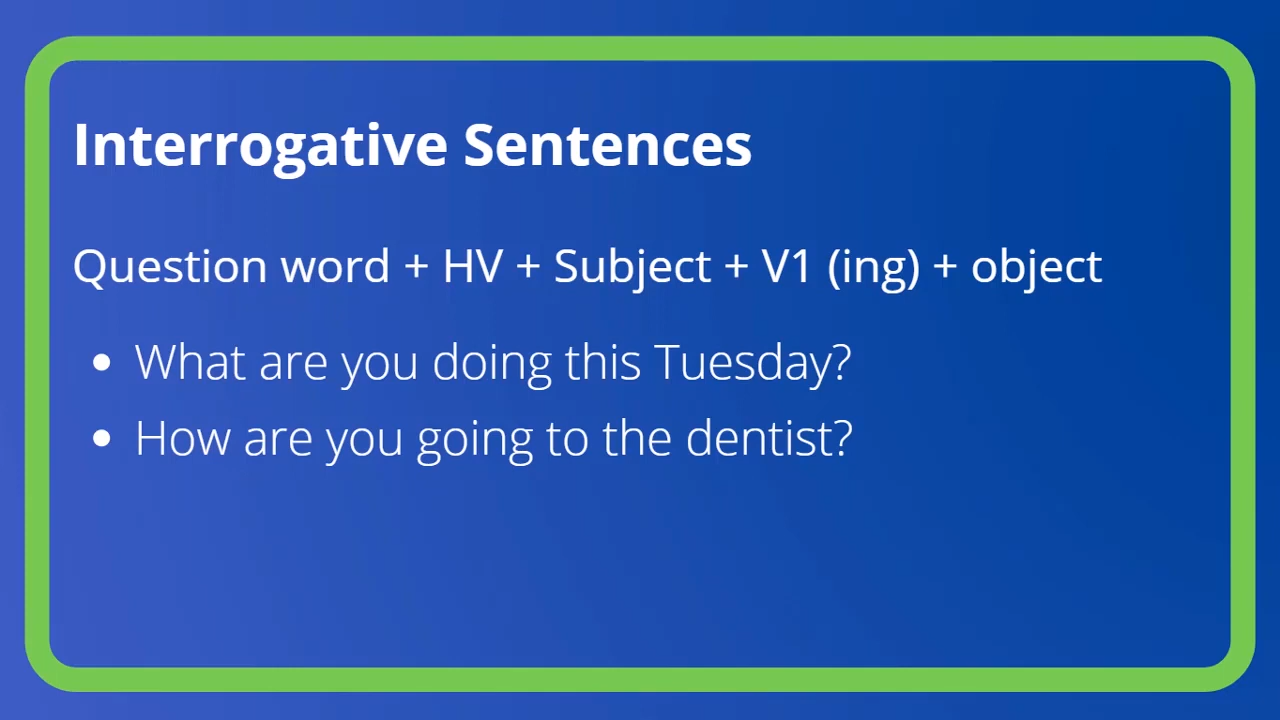 Interrogative Sentences
Question word + HV + Subject + V1 (ing) + object
• What are you doing this Tuesday?
• How are you going to the dentist?